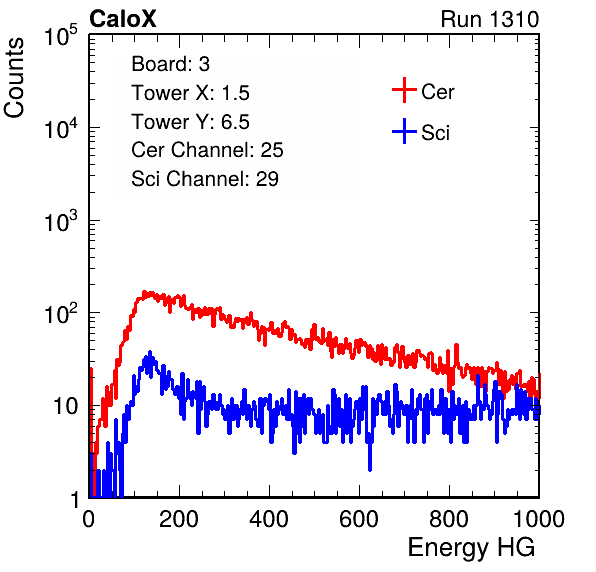 CaloX Run 1310
Counts
10^5
10^4
10^3
10^2
10
1
Board: 3
Tower X: 1.5
Tower Y: 6.5
Cer Channel: 25
Sci Channel: 29
Cer
Sci
0 200 400 600 800 1000
Energy HG